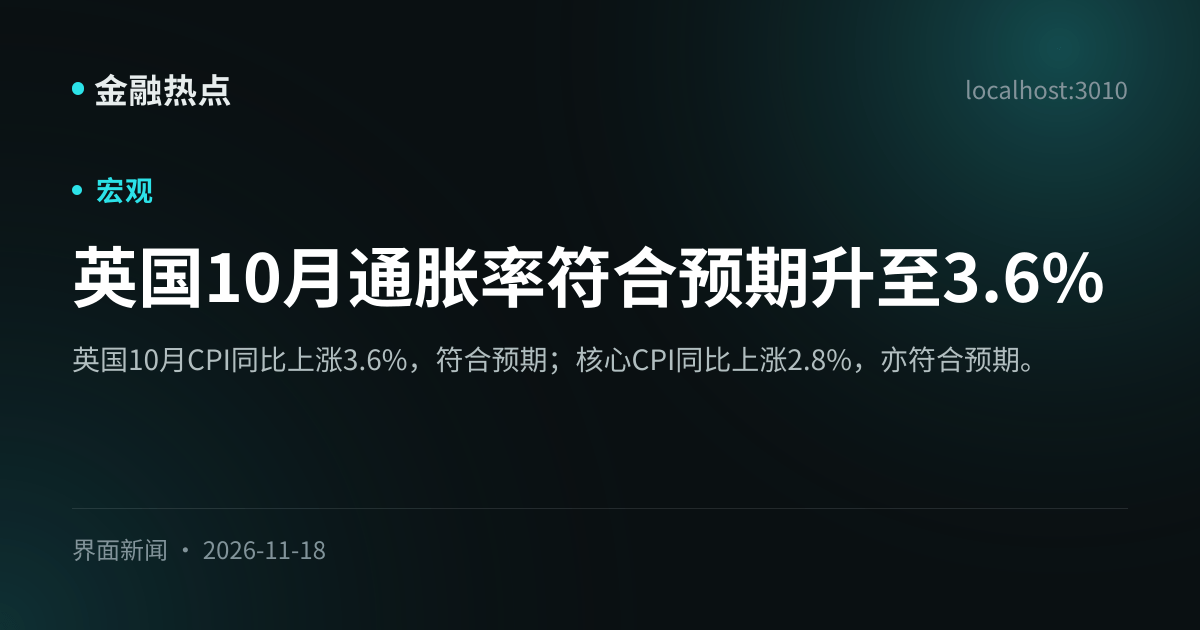 金融热点
localhost:3010
宏观
英国10月通胀率符合预期升至3.6%
英国10月CPI同比上涨3.6%，符合预期；核心CPI同比上涨2.8%，亦符合预期。
界面新闻 • 2026-11-18